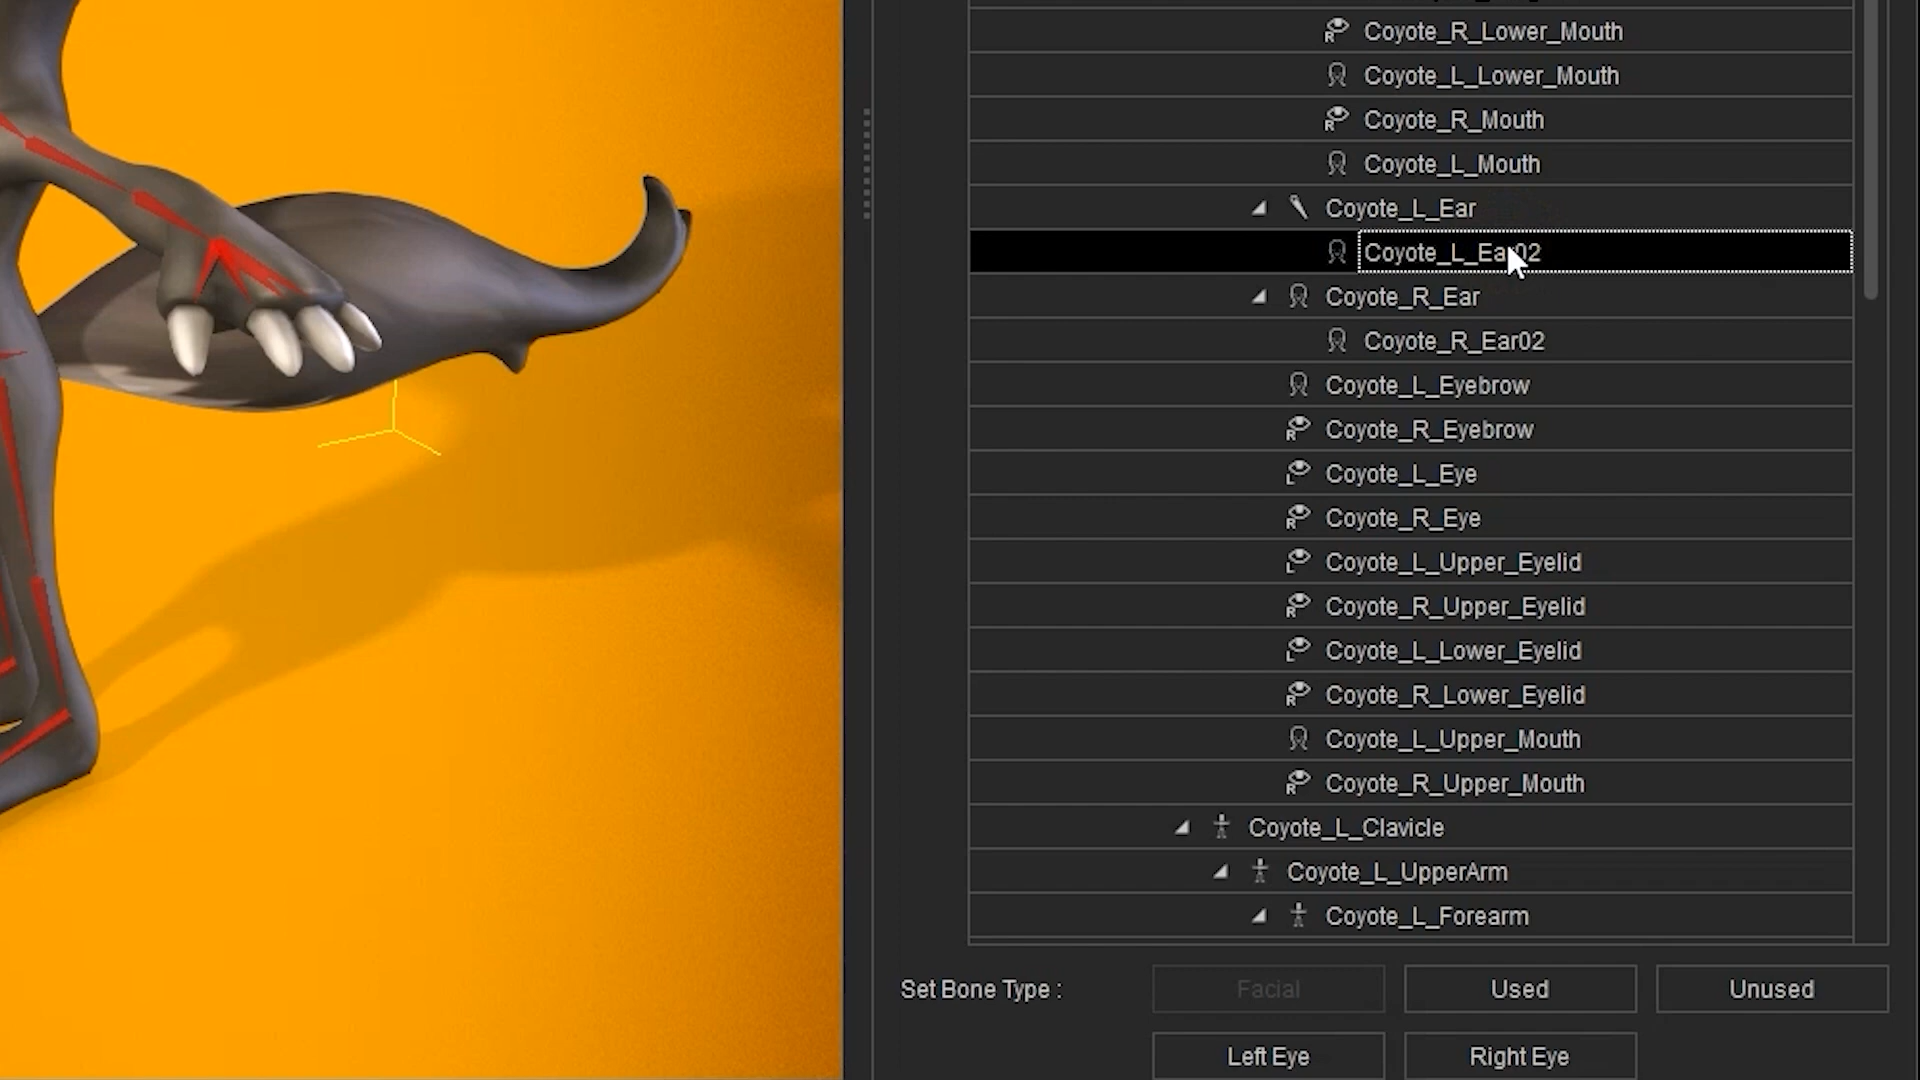 Coyote_R_Lower_Mouth
Coyote_L_Lower_Mouth
Coyote_R_Mouth
Coyote_L_Mouth
Coyote_L_Ear
Coyote_L_Ear02
Coyote_R_Ear
Coyote_R_Ear02
Coyote_L_Eyebrow
Coyote_R_Eyebrow
Coyote_L_Eye
Coyote_R_Eye
Coyote_L_Upper_Eyelid
Coyote_R_Upper_Eyelid
Coyote_L_Lower_Eyelid
Coyote_R_Lower_Eyelid
Coyote_L_Upper_Mouth
Coyote_R_Upper_Mouth
Coyote_L_Clavicle
Coyote_L_UpperArm
Coyote_L_Forearm
Set Bone Type : Facial Used Unused
Left Eye Right Eye